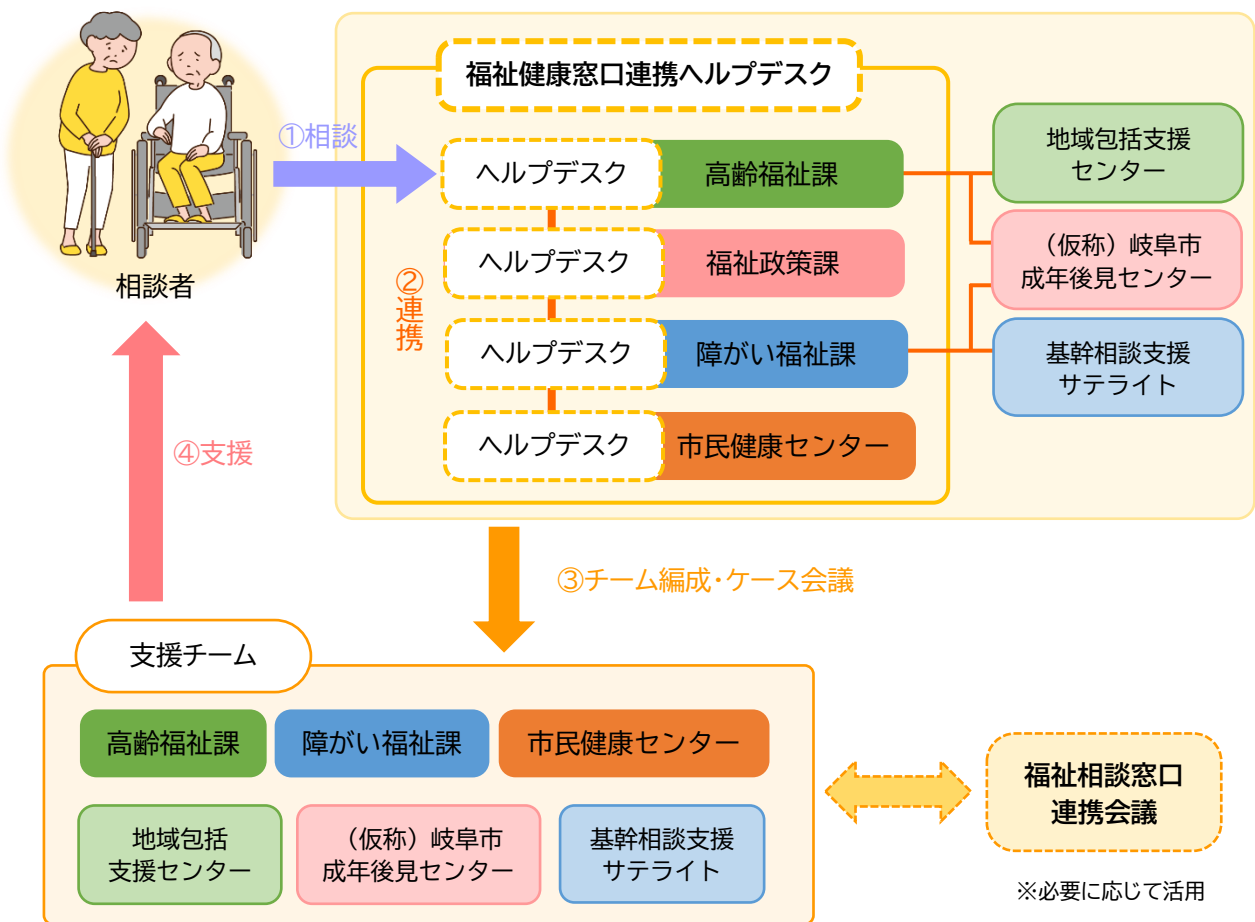 福祉健康窓口連携ヘルプデスク
①相談
ヘルプデスク
高齢福祉課
地域包括支援
センター
相談者
②連携
ヘルプデスク
福祉政策課
（仮称）岐阜市
成年後見センター
ヘルプデスク
障がい福祉課
基幹相談支援
サテライト
ヘルプデスク
市民健康センター
④支援
③チーム編成・ケース会議
支援チーム
高齢福祉課
障がい福祉課
市民健康センター
地域包括
支援センター
（仮称）岐阜市
成年後見センター
基幹相談支援
サテライト
福祉相談窓口
連携会議
※必要に応じて活用